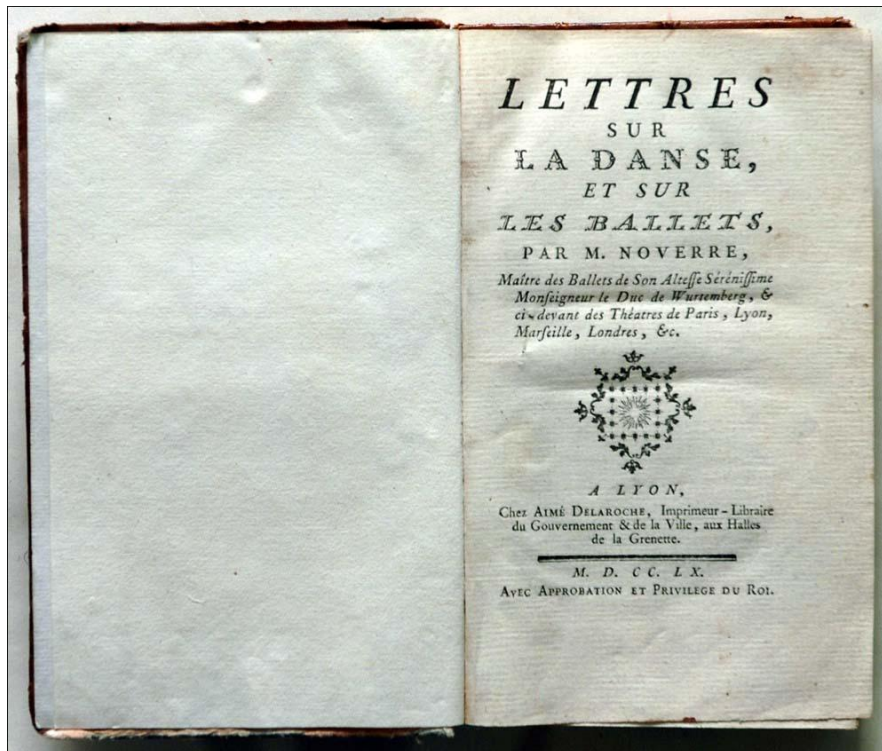 LETTRES
SUR
LA DANSE,
ET SUR
LES BALLETS,
PAR M. NOVERRE,
Maître des Ballets de Son Alteſſe Séréniſſime
Monſeigneur le Duc de Wurtemberg, &
ci-devant des Théatres de Paris, Lyon,
Marſeille, Londres, &c.
A LYON,
Chez AIMÉ DELAROCHE, Imprimeur-Libraire
du Gouvernement & de la Ville, aux Halles
de la Grenette.
M. D. CC. LX.
AVEC APPROBATION ET PRIVILEGE DU ROI.